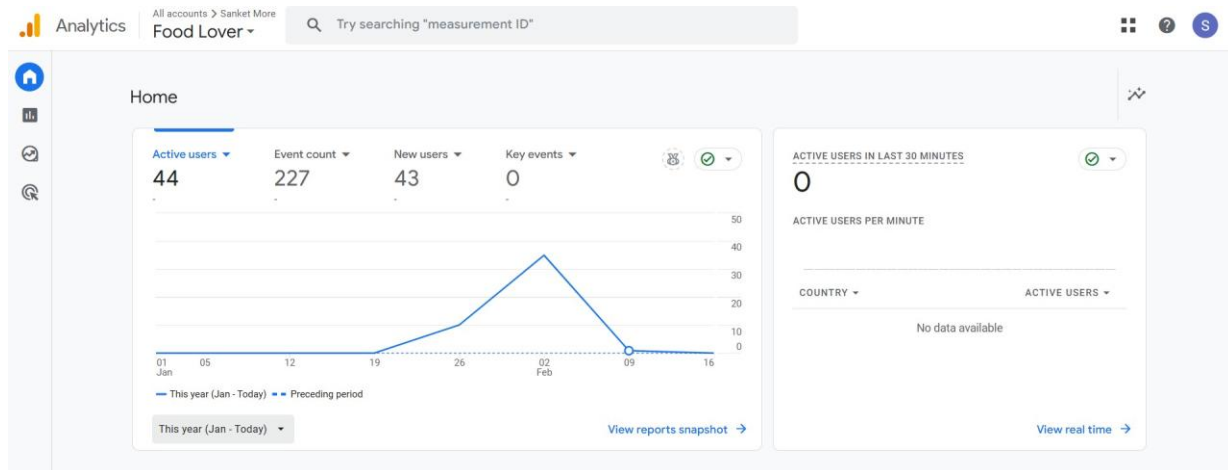 Analytics
All accounts > Sanket More
Food Lover
Try searching "measurement ID"
S
Home
Active users
44
-
Event count
227
-
New users
43
-
Key events
0
-
50
40
30
20
10
0
01 Jan
05
12
19
26
02 Feb
09
16
This year (Jan - Today)
Preceding period
This year (Jan - Today)
View reports snapshot →
ACTIVE USERS IN LAST 30 MINUTES
0
ACTIVE USERS PER MINUTE
COUNTRY
ACTIVE USERS
No data available
View real time →